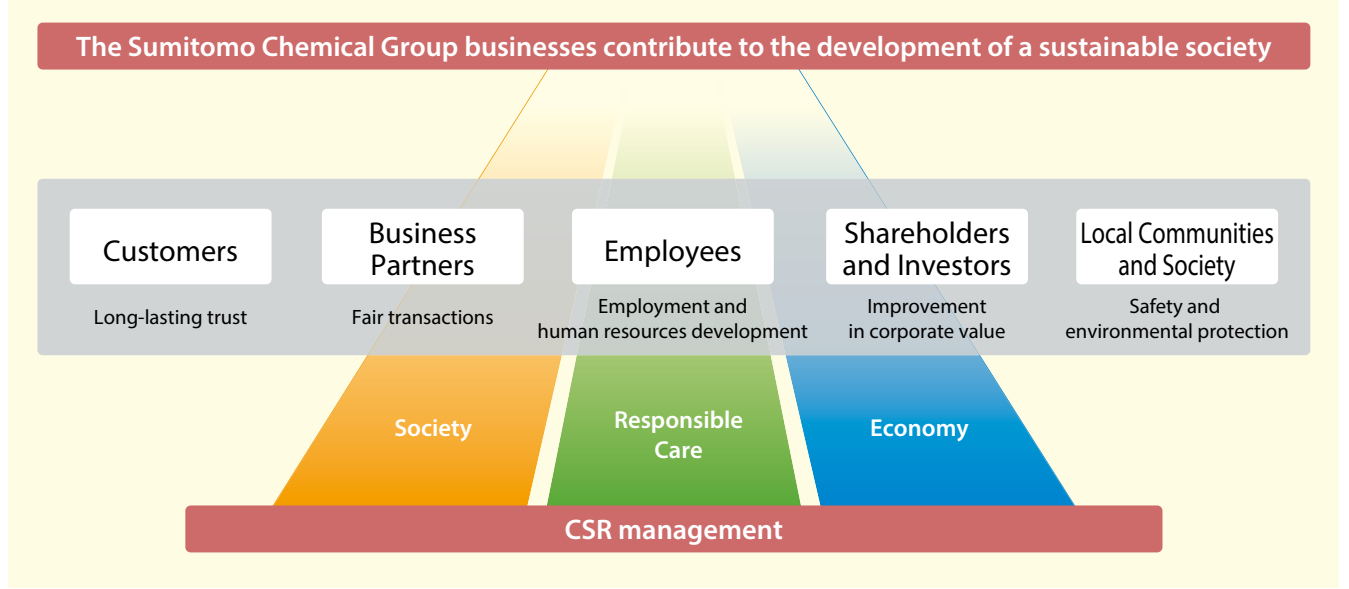 The Sumitomo Chemical Group businesses contribute to the development of a sustainable society
Customers
Long-lasting trust
Business
Partners
Fair transactions
Employees
Employment and
human resources development
Shareholders
and Investors
Improvement
in corporate value
Local Communities
and Society
Safety and
environmental protection
Society
Responsible
Care
Economy
CSR management